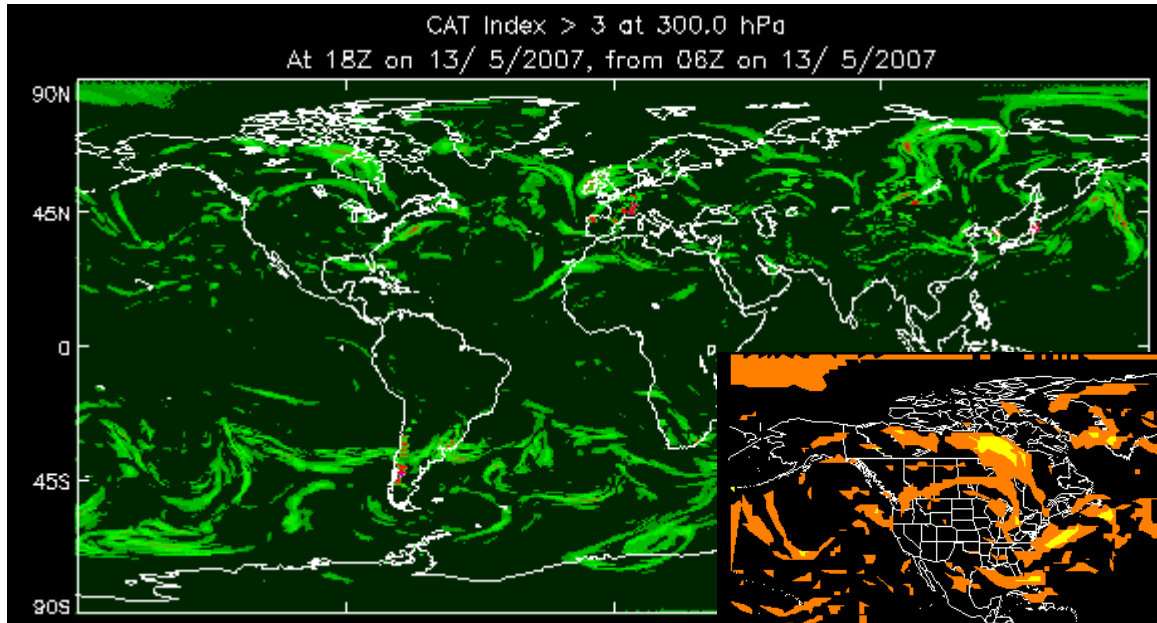 CAT Index > 3 at 300.0 hPa
At 18Z on 13/ 5/2007, from 06Z on 13/ 5/2007
90N
45N
0
45S
90S